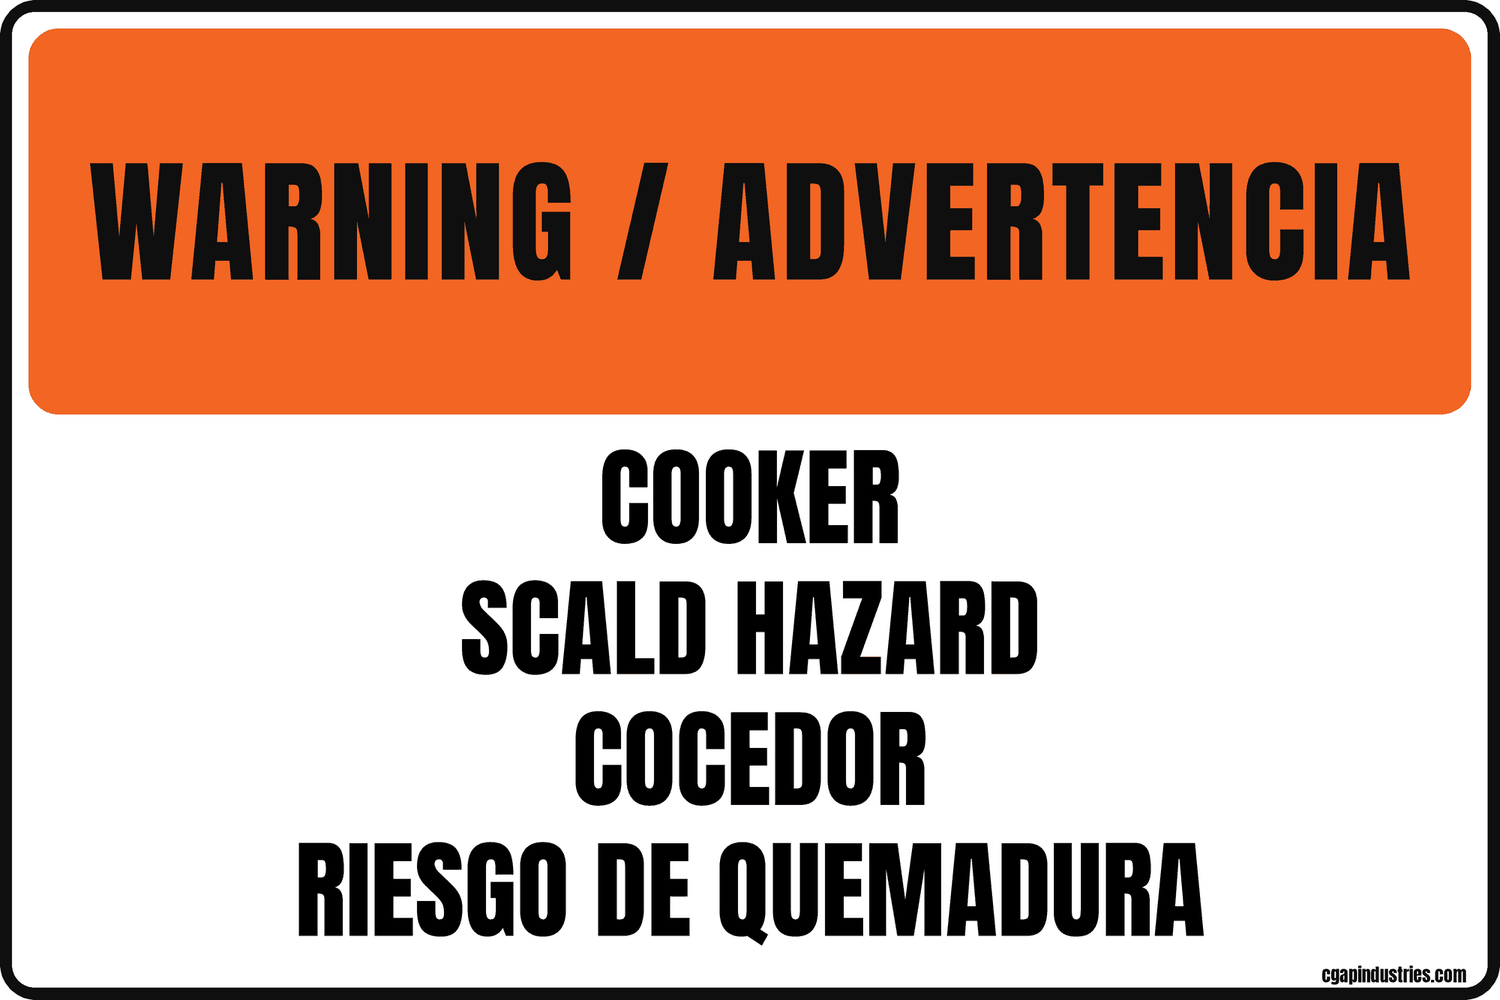 WARNING / ADVERTENCIA
COOKER
SCALD HAZARD
COCEDOR
RIESGO DE QUEMADURA
cgapindustries.com